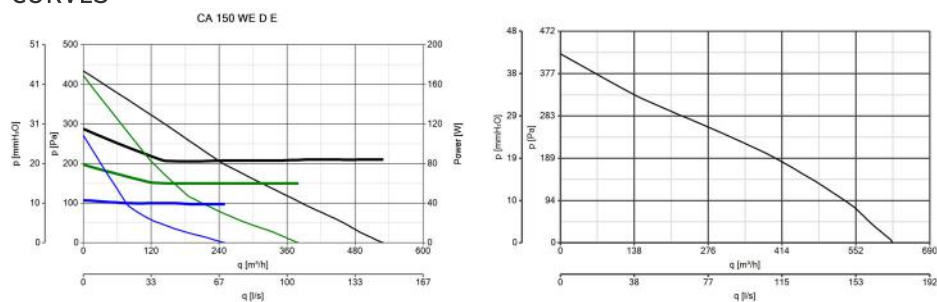 CURVES
CA 150 WE D E
51 500 200
41 400 160
31 300 120
20 200 80
10 100 40
0 0 0
p [mmH₂O] p [Pa] Power [W]
0 120 240 360 480 600
q [m³/h]
0 33 67 100 133 167
q [l/s]
48 472
38 377
29 283
19 189
10 94
0 0
p [mmH₂O] p [Pa]
0 138 276 414 552 690
q [m³/h]
0 38 77 115 153 192
q [l/s]